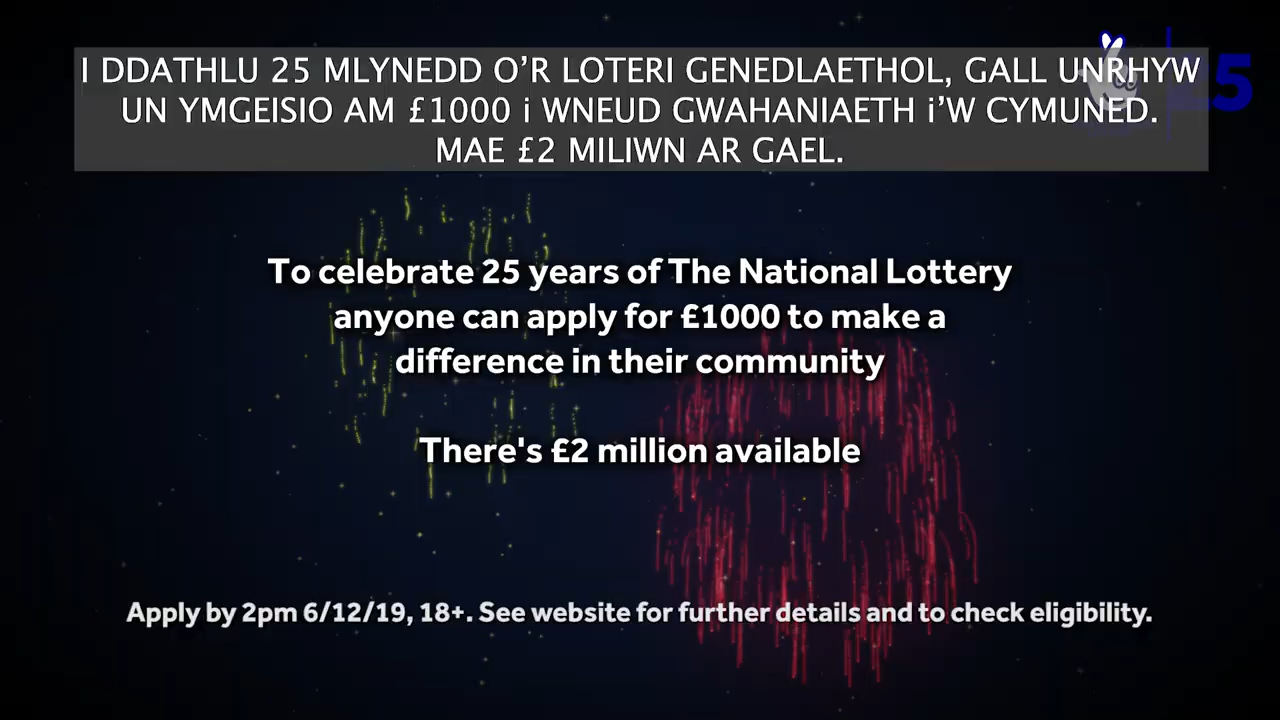 I DDATHLU 25 MLYNEDD O'R LOTERI GENEDLAETHOL, GALL UNRHYW
UN YMGEISIO AM £1000 i WNEUD GWAHANIAETH i'W CYMUNED.
MAE £2 MILIWN AR GAEL.
25
To celebrate 25 years of The National Lottery
anyone can apply for £1000 to make a
difference in their community
There's £2 million available
Apply by 2pm 6/12/19, 18+. See website for further details and to check eligibility.